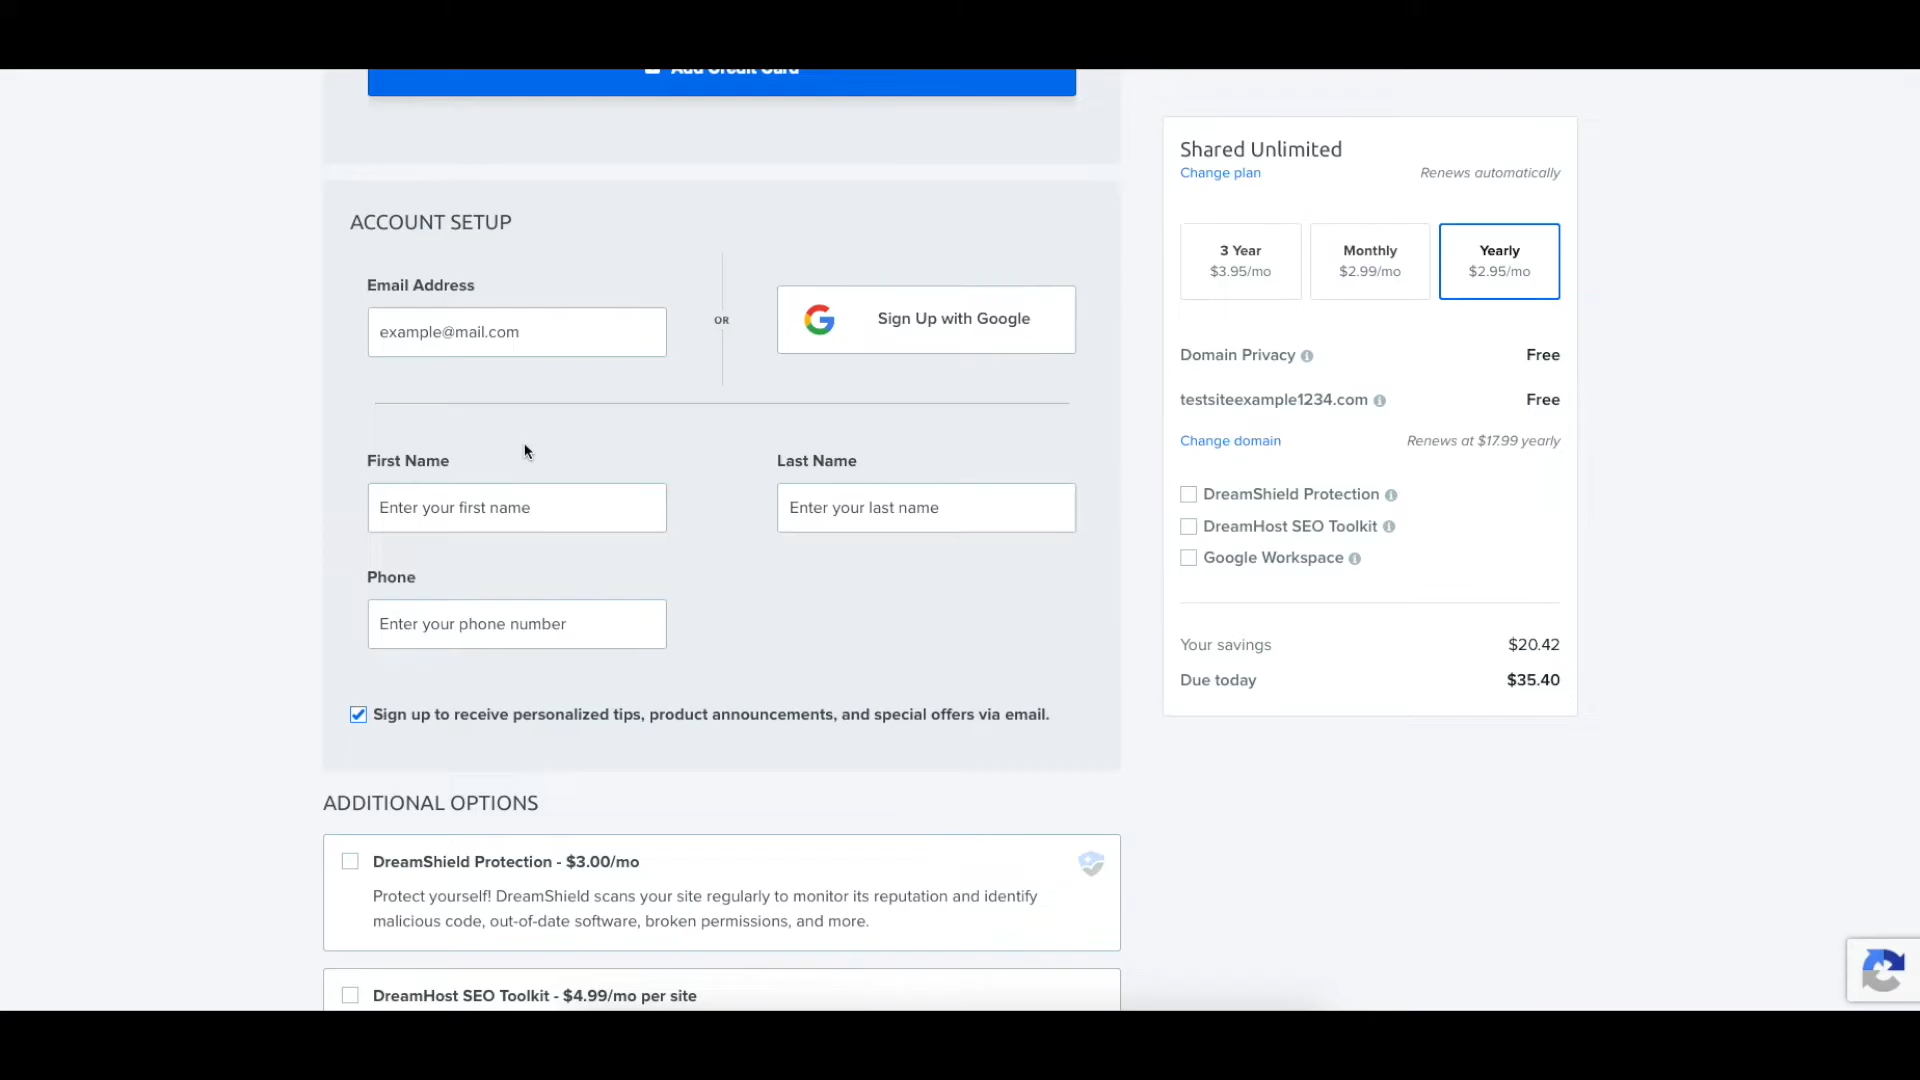 Add Credit Card
ACCOUNT SETUP
Email Address
example@mail.com
OR
Sign Up with Google
First Name
Enter your first name
Last Name
Enter your last name
Phone
Enter your phone number
Sign up to receive personalized tips, product announcements, and special offers via email.
ADDITIONAL OPTIONS
DreamShield Protection - $3.00/mo
Protect yourself! DreamShield scans your site regularly to monitor its reputation and identify
malicious code, out-of-date software, broken permissions, and more.
DreamHost SEO Toolkit - $4.99/mo per site
Shared Unlimited
Change plan
Renews automatically
3 Year
$3.95/mo
Monthly
$2.99/mo
Yearly
$2.95/mo
Domain Privacy
Free
testsiteexample1234.com
Free
Change domain
Renews at $17.99 yearly
DreamShield Protection
DreamHost SEO Toolkit
Google Workspace
Your savings
$20.42
Due today
$35.40